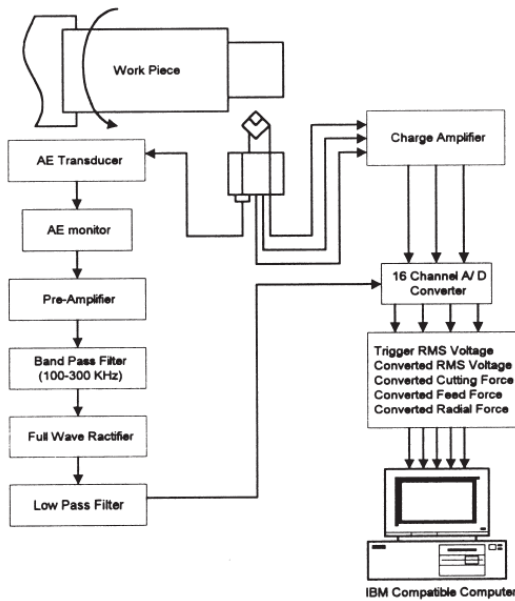 Work Piece
AE Transducer
AE monitor
Pre-Amplifier
Band Pass Filter
(100-300 KHz)
Full Wave Ractifier
Low Pass Filter
Charge Amplifier
16 Channel A/ D
Converter
Trigger RMS Voltage
Converted RMS Voltage
Converted Cutting Force
Converted Feed Force
Converted Radial Force
IBM Compatible Computer